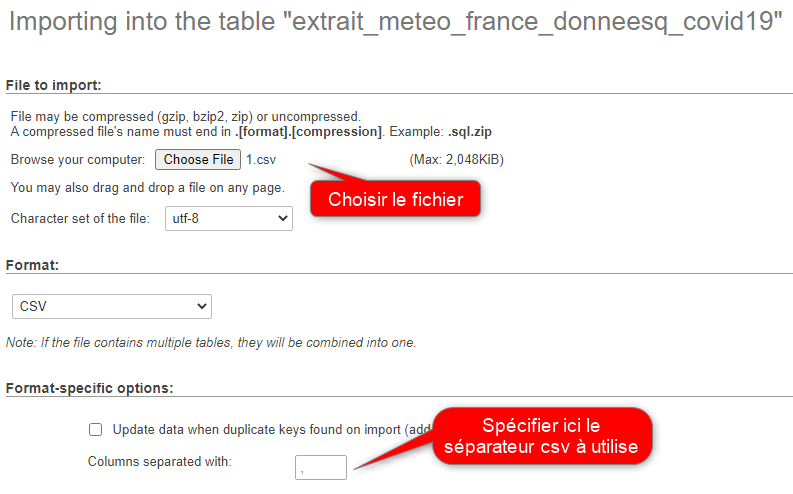 Importing into the table "extrait_meteo_france_donneesq_covid19"
File to import:
File may be compressed (gzip, bzip2, zip) or uncompressed.
A compressed file's name must end in .[format].[compression]. Example: .sql.zip
Browse your computer: Choose File 1.csv (Max: 2,048KiB)
Choisir le fichier
You may also drag and drop a file on any page.
Character set of the file: utf-8
Format:
CSV
Note: If the file contains multiple tables, they will be combined into one.
Format-specific options:
Update data when duplicate keys found on import (add
Spécifier ici le
séparateur csv à utilise
Columns separated with: ,